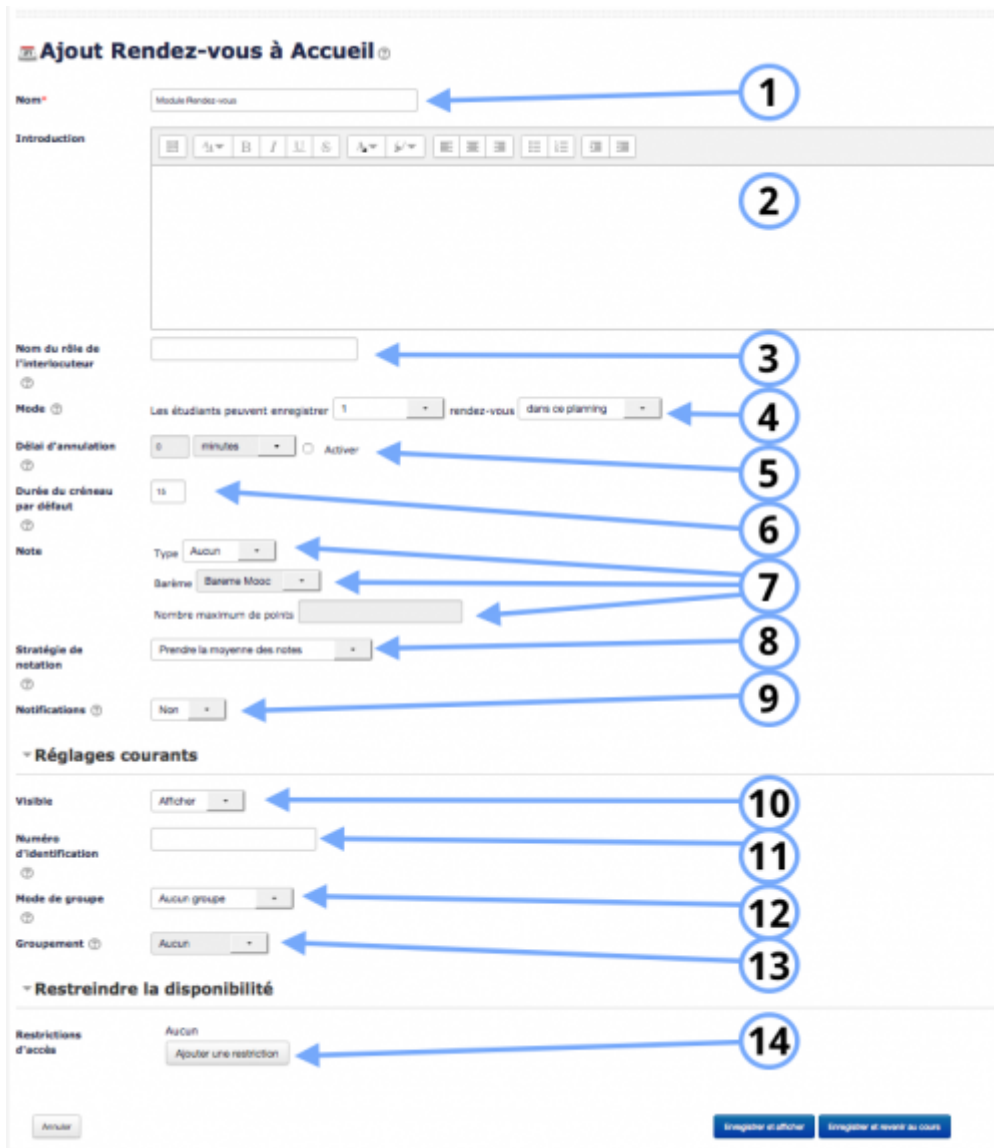 Ajout Rendez-vous à Accueil
Nom*
Module Rendez-vous
1
Introduction
B I U S
2
Nom du rôle de
l'interlocuteur
3
Mode
Les étudiants peuvent enregistrer 1 rendez-vous dans ce planning
4
Délai d'annulation
0 minutes Activer
5
Durée du créneau
par défaut
15
6
Note
Type Aucun
Barème Bareme Mooc
Nombre maximum de points
7
Stratégie de
notation
Prendre la moyenne des notes
8
Notifications
Non
9
Réglages courants
Visible
Afficher
10
Numéro
d'identification
11
Mode de groupe
Aucun groupe
12
Groupement
Aucun
13
Restreindre la disponibilité
Restrictions
d'accès
Aucun
Ajouter une restriction
14
Annuler
Enregistrer et afficher
Enregistrer et revenir au cours